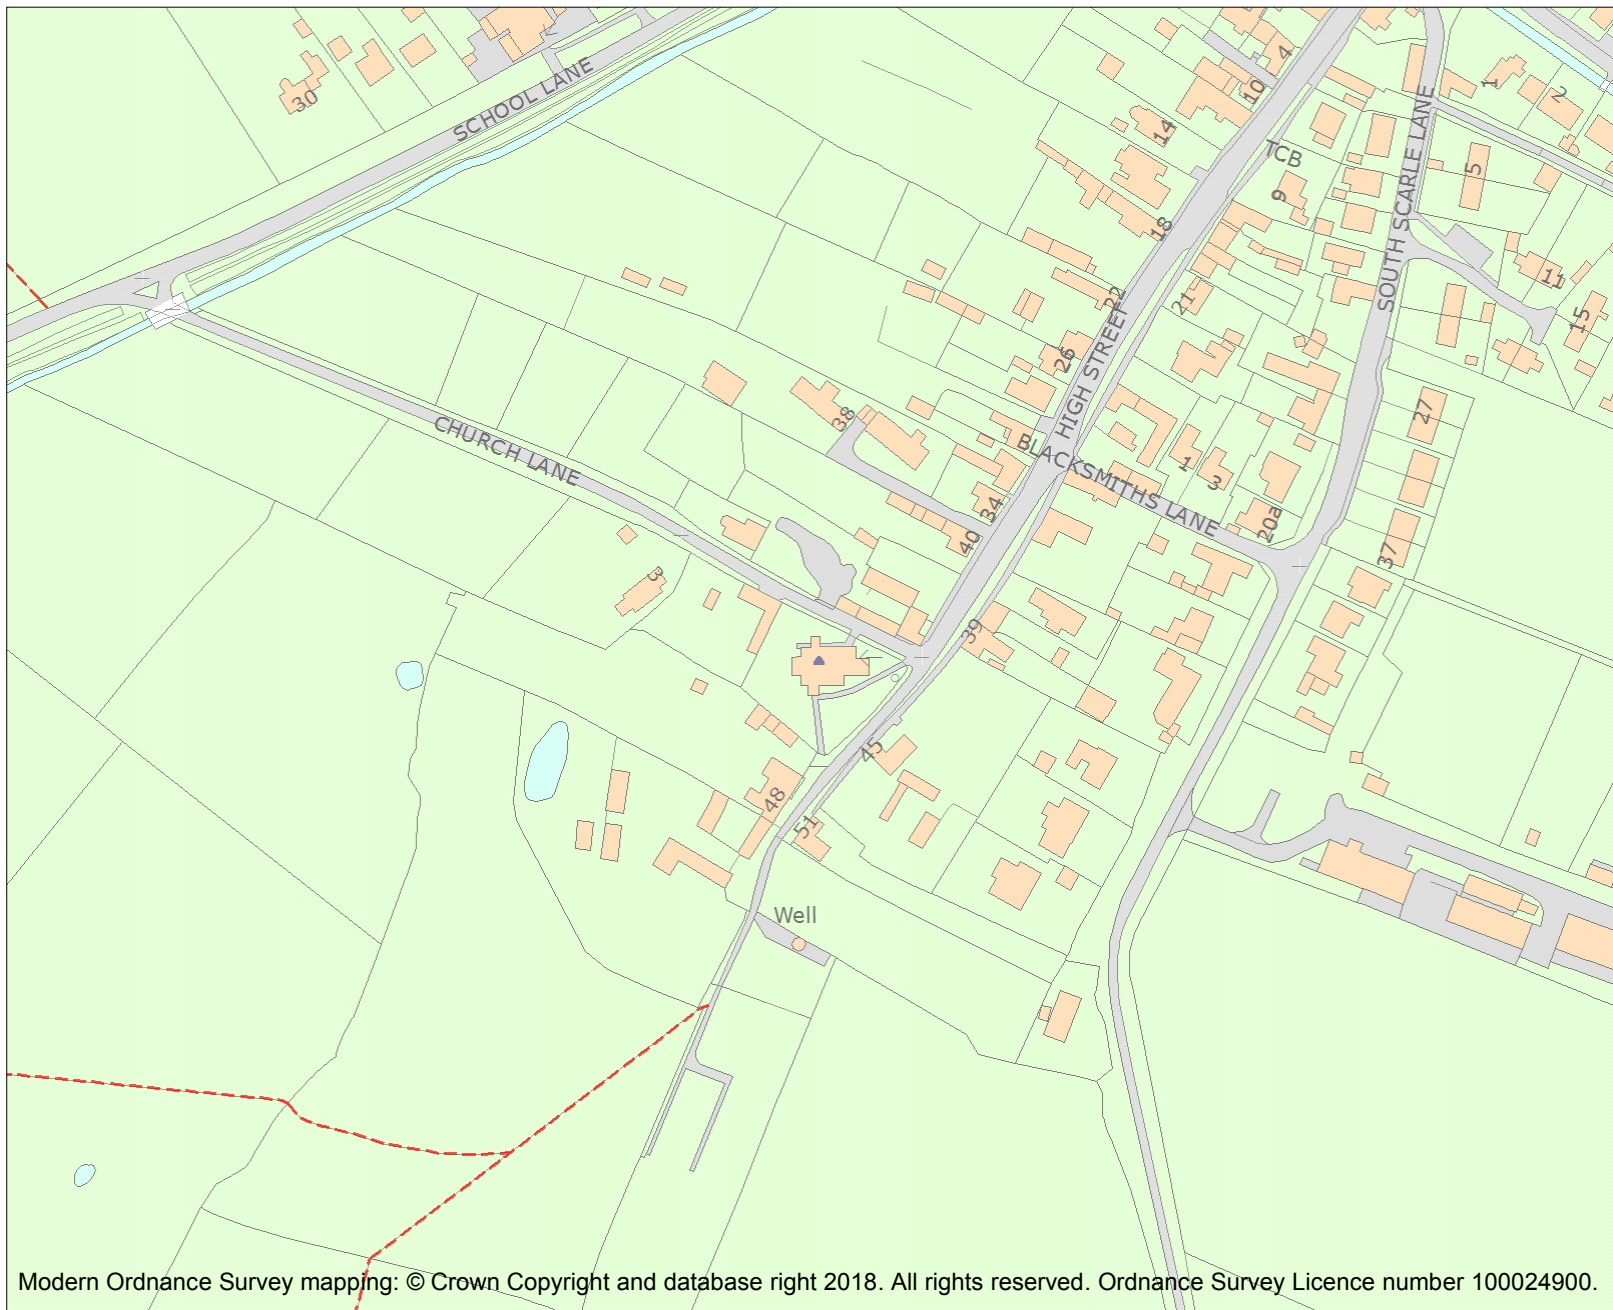 4
1
2
30
SCHOOL LANE
10
14
TCB
5
9
18
SOUTH SCARLE LANE
11
22
21
15
26
HIGH STREET
38
27
CHURCH LANE
BLACKSMITHS LANE
1
3
34
20a
40
37
3
39
45
48
51
Well
Modern Ordnance Survey mapping: © Crown Copyright and database right 2018. All rights reserved. Ordnance Survey Licence number 100024900.